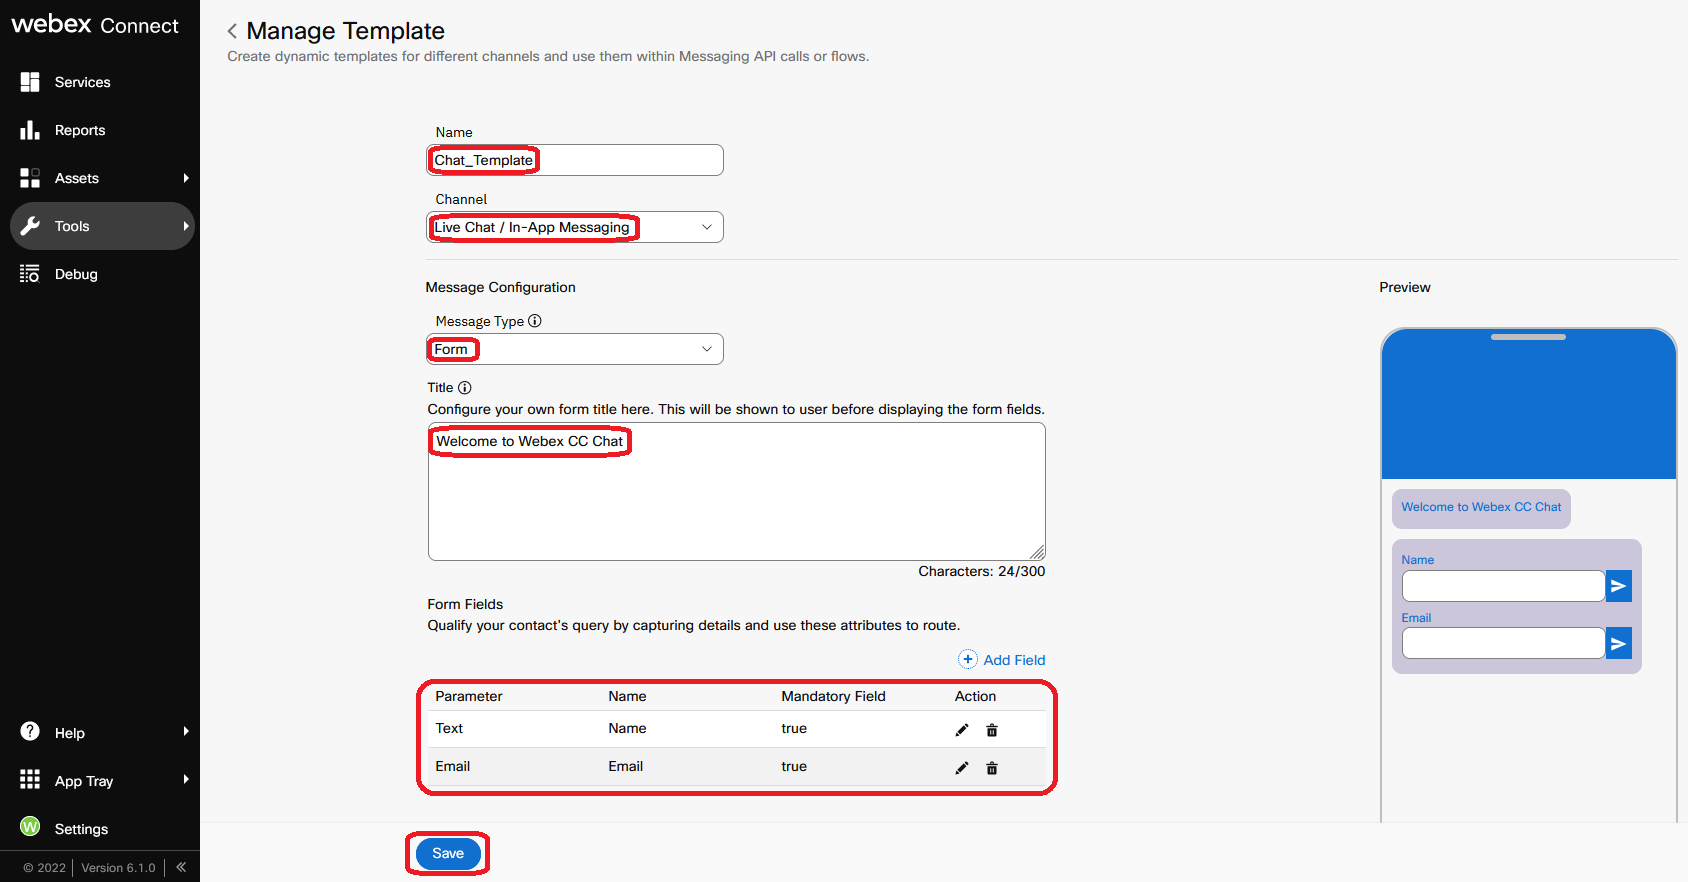 webex Connect
Services
Reports
Assets
Tools
Debug
Help
App Tray
W
Settings
© 2022 | Version 6.1.0
Manage Template
Create dynamic templates for different channels and use them within Messaging API calls or flows.
Name
Chat_Template
Channel
Live Chat / In-App Messaging
Message Configuration
Message Type
Form
Title
Configure your own form title here. This will be shown to user before displaying the form fields.
Welcome to Webex CC Chat
Characters: 24/300
Form Fields
Qualify your contact's query by capturing details and use these attributes to route.
Add Field
Parameter Name Mandatory Field Action
Text Name true
Email Email true
Save
Preview
Welcome to Webex CC Chat
Name
Email